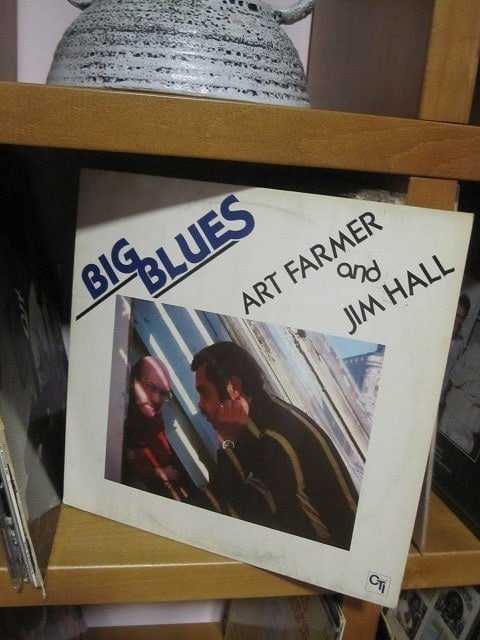 BIG
BLUES
ART FARMER
and
JIM HALL
CTI